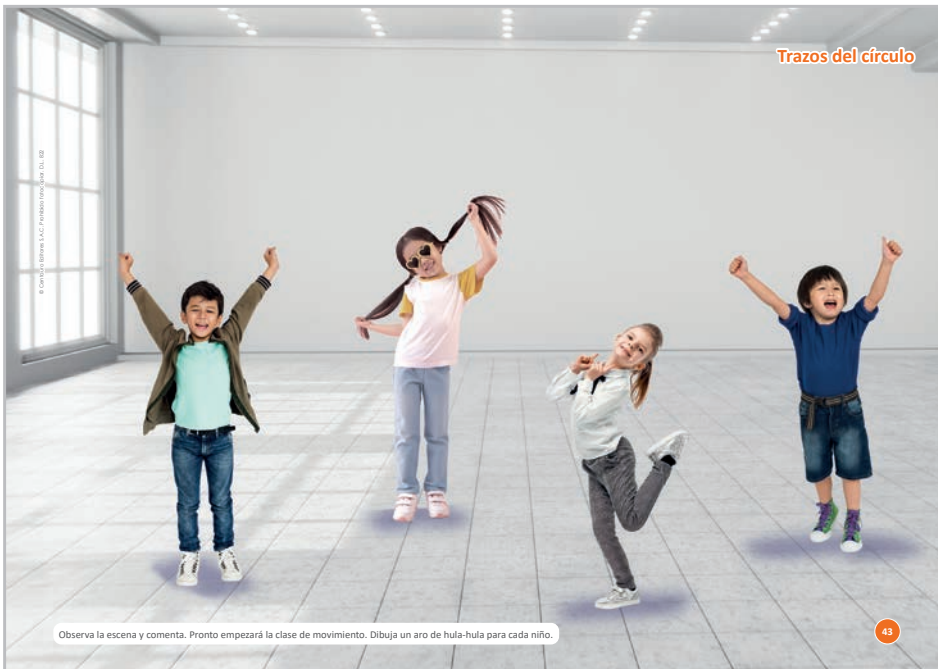 Trazos del círculo
Observa la escena y comenta. Pronto empezará la clase de movimiento. Dibuja un aro de hula-hula para cada niño.
43